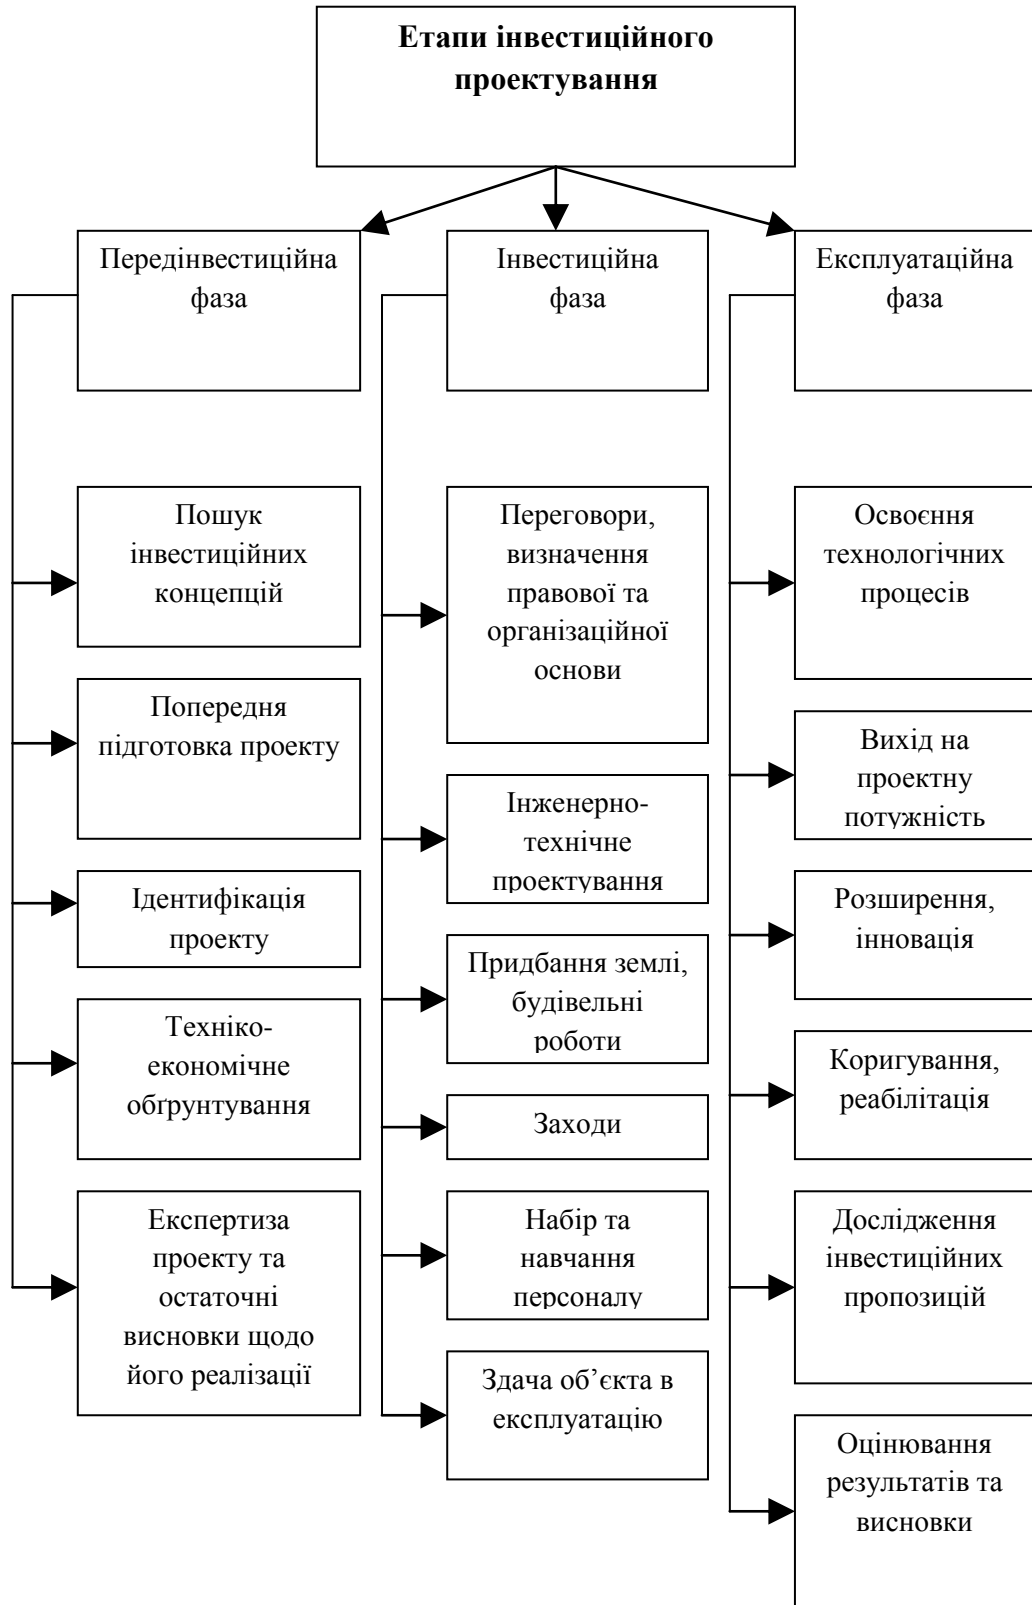 Етапи інвестиційного
проектування
Передінвестиційна
фаза
Інвестиційна
фаза
Експлуатаційна
фаза
Пошук
інвестиційних
концепцій
Попередня
підготовка проекту
Ідентифікація
проекту
Техніко-
економічне
обґрунтування
Експертиза
проекту та
остаточні
висновки щодо
його реалізації
Переговори,
визначення
правової та
організаційної
основи
Інженерно-
технічне
проектування
Придбання землі,
будівельні
роботи
Заходи
Набір та
навчання
персоналу
Здача об’єкта в
експлуатацію
Освоєння
технологічних
процесів
Вихід на
проектну
потужність
Розширення,
інновація
Коригування,
реабілітація
Дослідження
інвестиційних
пропозицій
Оцінювання
результатів та
висновки